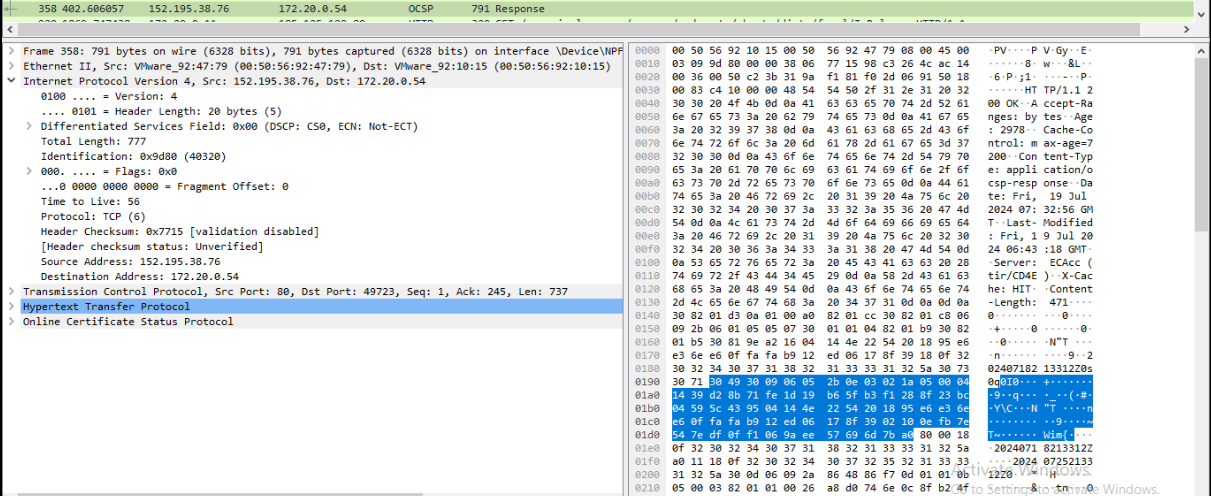 358 402.606057 152.195.38.76 172.20.0.54 OCSP 791 Response
Frame 358: 791 bytes on wire (6328 bits), 791 bytes captured (6328 bits) on interface \Device\NPF
Ethernet II, Src: VMware_92:47:79 (00:50:56:92:47:79), Dst: VMware_92:10:15 (00:50:56:92:10:15)
Internet Protocol Version 4, Src: 152.195.38.76, Dst: 172.20.0.54
0100 .... = Version: 4
.... 0101 = Header Length: 20 bytes (5)
Differentiated Services Field: 0x00 (DSCP: CS0, ECN: Not-ECT)
Total Length: 777
Identification: 0x9d80 (40320)
000. .... = Flags: 0x0
...0 0000 0000 0000 = Fragment Offset: 0
Time to Live: 56
Protocol: TCP (6)
Header Checksum: 0x7715 [validation disabled]
[Header checksum status: Unverified]
Source Address: 152.195.38.76
Destination Address: 172.20.0.54
Transmission Control Protocol, Src Port: 80, Dst Port: 49723, Seq: 1, Ack: 245, Len: 737
Hypertext Transfer Protocol
Online Certificate Status Protocol
0000 00 50 56 92 10 15 00 50 56 92 47 79 08 00 45 00 ·PV····P V·Gy··E·
0010 03 09 9d 80 00 00 38 06 77 15 98 c3 26 4c ac 14 ······8· w···&L··
0020 00 36 00 50 c2 3b 31 9a f1 81 f0 2d 06 91 50 18 ·6·P·;1· ···-··P·
0030 00 83 c4 10 00 00 48 54 54 50 2f 31 2e 31 20 32 ······HT TP/1.1 2
0040 30 30 20 4f 4b 0d 0a 41 63 63 65 70 74 2d 52 61 00 OK··A ccept-Ra
0050 6e 67 65 73 3a 20 62 79 74 65 73 0d 0a 41 67 65 nges: by tes··Age
0060 3a 20 32 39 37 38 0d 0a 43 61 63 68 65 2d 43 6f : 2978·· Cache-Co
0070 6e 74 72 6f 6c 3a 20 6d 61 78 2d 61 67 65 3d 37 ntrol: m ax-age=7
0080 32 30 30 0d 0a 43 6f 6e 74 65 6e 74 2d 54 79 70 200··Con tent-Typ
0090 65 3a 20 61 70 70 6c 69 63 61 74 69 6f 6e 2f 6f e: appli cation/o
00a0 63 73 70 2d 72 65 73 70 6f 6e 73 65 0d 0a 44 61 csp-resp onse··Da
00b0 74 65 3a 20 46 72 69 2c 20 31 39 20 4a 75 6c 20 te: Fri, 19 Jul
00c0 32 30 32 34 20 30 37 3a 33 32 3a 35 36 20 47 4d 2024 07: 32:56 GM
00d0 54 0d 0a 4c 61 73 74 2d 4d 6f 64 69 66 69 65 64 T··Last- Modified
00e0 3a 20 46 72 69 2c 20 31 39 20 4a 75 6c 20 32 30 : Fri, 1 9 Jul 20
00f0 32 34 20 30 36 3a 34 33 3a 31 38 20 47 4d 54 0d 24 06:43 :18 GMT·
0100 0a 53 65 72 76 65 72 3a 20 45 43 41 63 63 20 28 ·Server: ECAcc (
0110 74 69 72 2f 43 44 34 45 29 0d 0a 58 2d 43 61 63 tir/CD4E )··X-Cac
0120 68 65 3a 20 48 49 54 0d 0a 43 6f 6e 74 65 6e 74 he: HIT· ·Content
0130 2d 4c 65 6e 67 74 68 3a 20 34 37 31 0d 0a 0d 0a -Length: 471····
0140 30 82 01 d3 0a 01 00 a0 82 01 cc 30 82 01 c8 06 0······· ···0····
0150 09 2b 06 01 05 05 07 30 01 01 04 82 01 b9 30 82 ·+·····0 ······0·
0160 01 b5 30 81 9e a2 16 04 14 4e 22 54 20 18 95 e6 ··0····· ·N"T ···
0170 e3 6e e6 0f fa fa b9 12 ed 06 17 8f 39 18 0f 32 ·n······ ····9··2
0180 30 32 34 30 37 31 38 32 31 33 33 31 32 5a 30 73 02407182 13312Z0s
0190 30 71 30 49 30 09 06 05 2b 0e 03 02 1a 05 00 04 0q0I0··· +·······
01a0 14 39 d2 8b 71 fe 1d 19 b6 5f b3 f1 28 8f 23 bc ·9··q··· ·_··(·#·
01b0 04 59 5c 43 95 04 14 4e 22 54 20 18 95 e6 e3 6e ·Y\C···N "T ····n
01c0 e6 0f fa fa b9 12 ed 06 17 8f 39 02 10 0e fb 7e ········ ··9····~
01d0 54 7e df 0f f1 06 9a ee 57 69 6d 7b a0 80 00 18 T~······ Wim{····
01e0 0f 32 30 32 34 30 37 31 38 32 31 33 33 31 32 5a ·2024071 8213312Z
01f0 a0 11 18 0f 32 30 32 34 30 37 32 35 32 31 33 33 ····2024 07252133
0200 31 32 5a 30 0d 06 09 2a 86 48 86 f7 0d 01 01 0b 12Z0···* ·H······
0210 05 00 03 82 01 01 00 26 a8 d0 74 6e 0c 8f b2 4f ·······& ··tn···O
Activate Windows
Go to Settings to activate Windows.